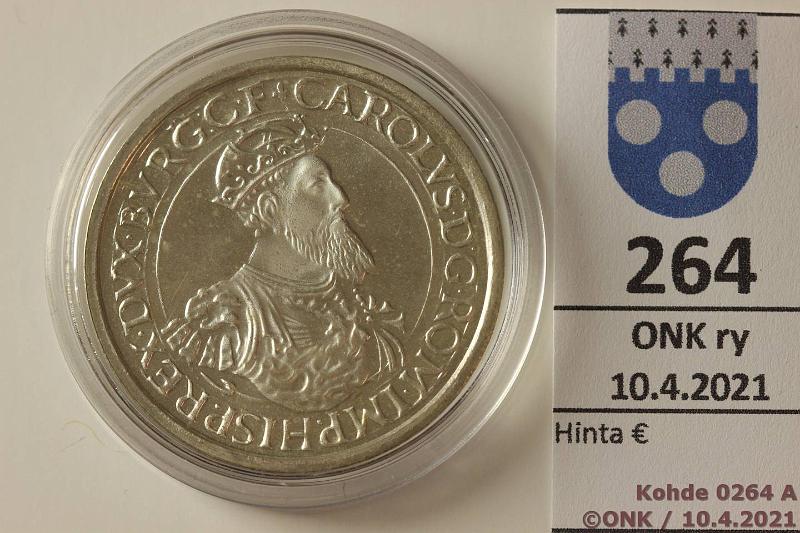 CAROLVS·D:G:ROM·IMP:HISP:REX·DVX·BVRG:C:F
264
ONK ry
10.4.2021
Hinta €
Kohde 0264 A
©ONK / 10.4.2021